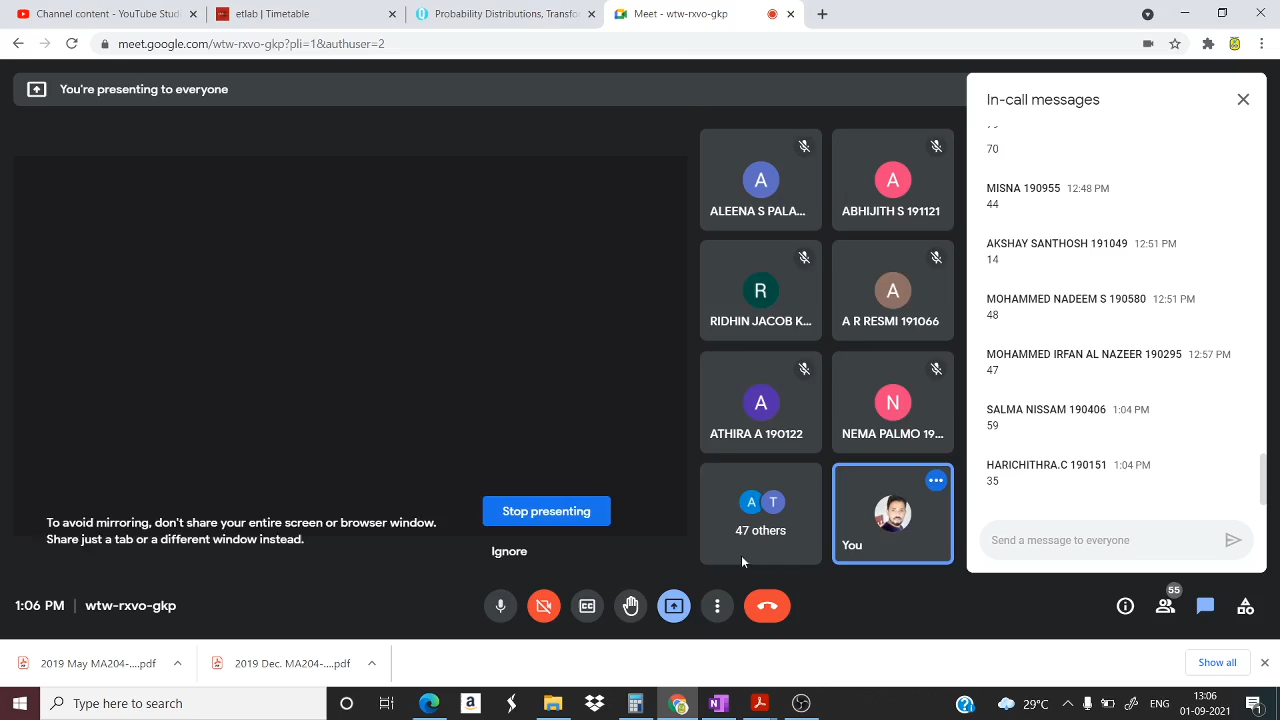 Channel content - YouTube Stud
etlab | Timetable
Probability Distributions, Transfor
Meet - wtw-rxvo-gkp
meet.google.com/wtw-rxvo-gkp?pli=1&authuser=2
You're presenting to everyone
In-call messages
70
MISNA 190955 12:48 PM
44
AKSHAY SANTHOSH 191049 12:51 PM
14
MOHAMMED NADEEM S 190580 12:51 PM
48
MOHAMMED IRFAN AL NAZEER 190295 12:57 PM
47
SALMA NISSAM 190406 1:04 PM
59
HARICHITHRA.C 190151 1:04 PM
35
Send a message to everyone
A
ALEENA S PALA...
A
ABHIJITH S 191121
R
RIDHIN JACOB K...
A
A R RESMI 191066
A
ATHIRA A 190122
N
NEMA PALMO 19...
A T
47 others
You
To avoid mirroring, don't share your entire screen or browser window.
Share just a tab or a different window instead.
Stop presenting
Ignore
1:06 PM | wtw-rxvo-gkp
55
2019 May MA204-....pdf
2019 Dec. MA204-....pdf
Show all
Type here to search
29°C
13:06
01-09-2021
1